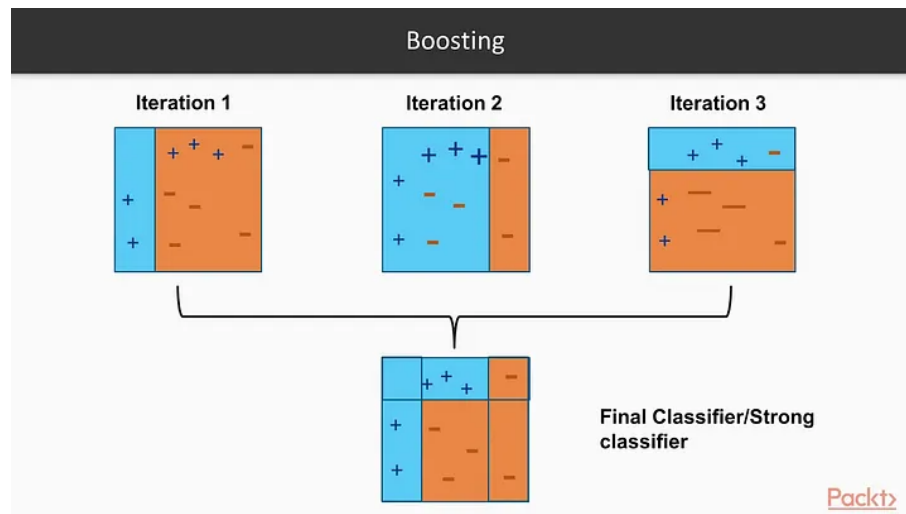 Boosting
Iteration 1
Iteration 2
Iteration 3
Final Classifier/Strong
classifier
Packt>